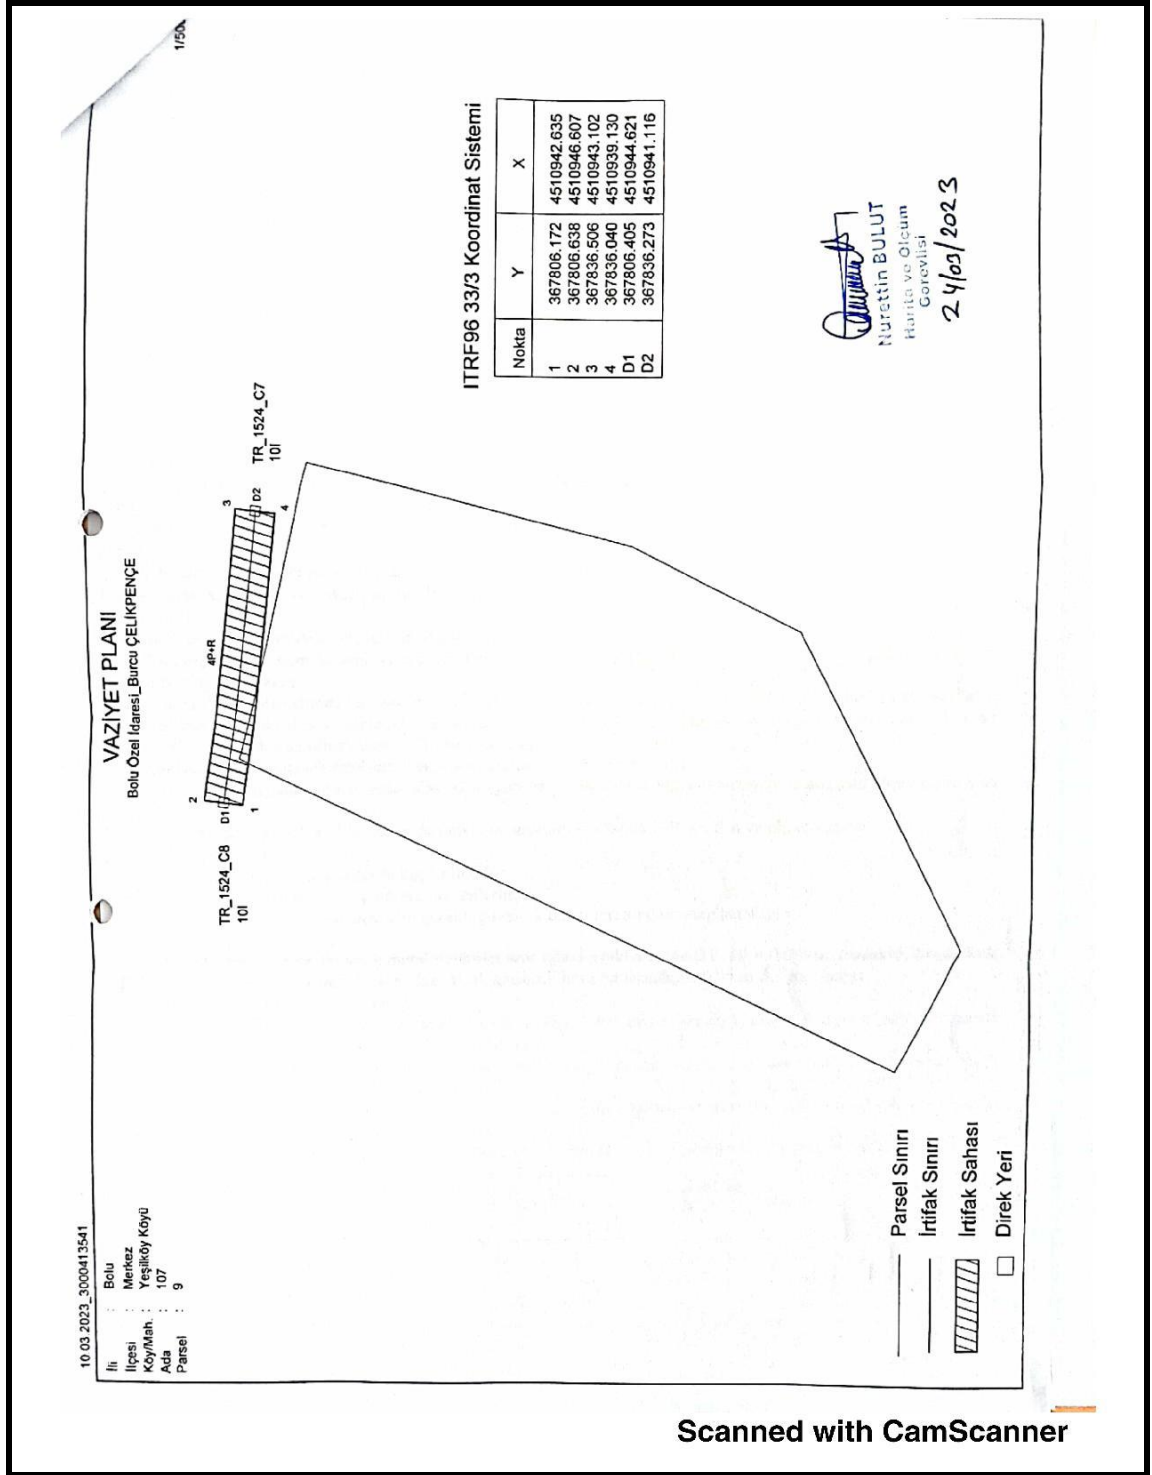 10 03 2023_3000413541
1/500
VAZİYET PLANI
Bolu Özel İdaresi_Burcu ÇELİKPENÇE
İli : Bolu
İlçesi : Merkez
Köy/Mah. : Yeşilköy Köyü
Ada : 107
Parsel : 9
2
4P+R
3
D1
D2
1
4
TR_1524_C8
10I
TR_1524_C7
10İ
ITRF96 33/3 Koordinat Sistemi
Nokta Y X
1 367806.172 4510942.635
2 367806.638 4510946.607
3 367836.506 4510943.102
4 367836.040 4510939.130
D1 367806.405 4510944.621
D2 367836.273 4510941.116
Nurettin BULUT
Harita ve Ölçüm
Görevlisi
24/03/2023
Parsel Sınırı
İrtifak Sınırı
İrtifak Sahası
Direk Yeri
Scanned with CamScanner